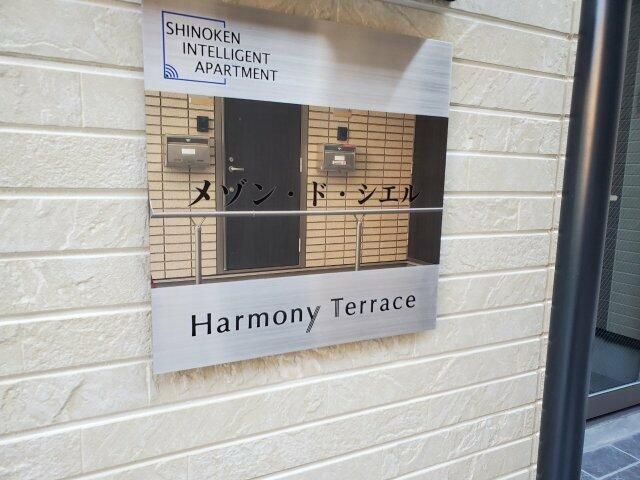 SHINOKEN
INTELLIGENT
APARTMENT
メゾン・ド・シエル
Harmony Terrace